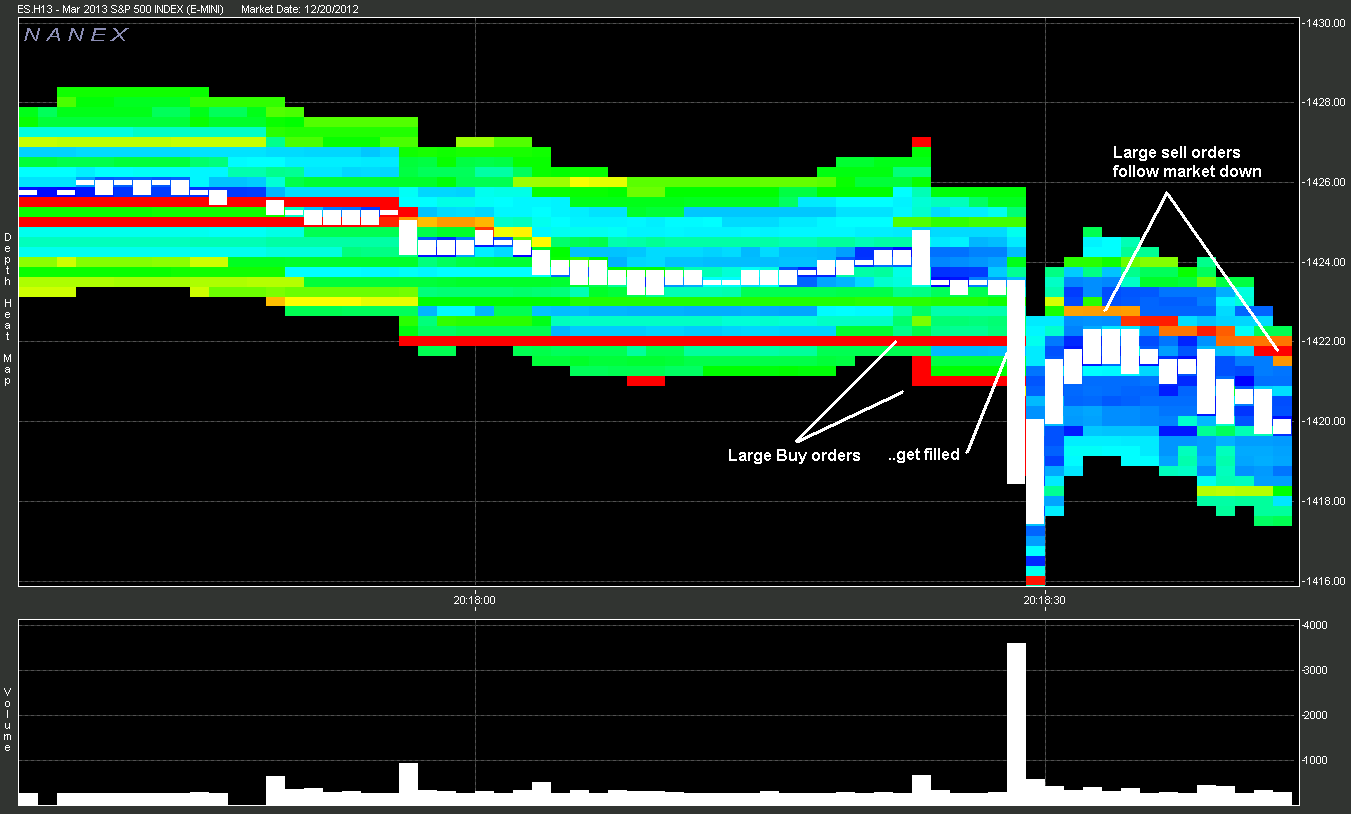 ES.H13 - Mar 2013 S&P 500 INDEX (E-MINI) Market Date: 12/20/2012
NANEX
1430.00
1428.00
1426.00
1424.00
1422.00
1420.00
1418.00
1416.00
Large sell orders
follow market down
Large Buy orders
..get filled
Depth Heat Map
20:18:00
20:18:30
4000
3000
2000
1000
Volume